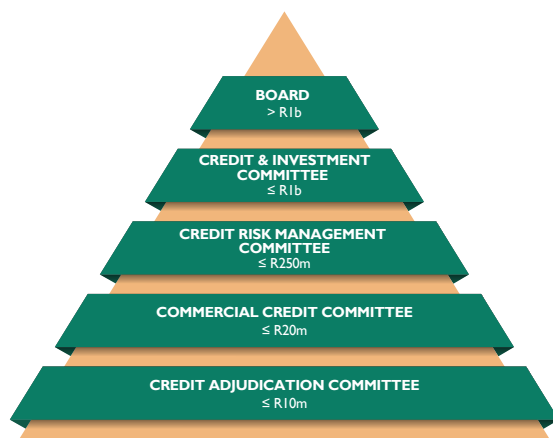 BOARD
> R1b
CREDIT & INVESTMENT
COMMITTEE
≤ R1b
CREDIT RISK MANAGEMENT
COMMITTEE
≤ R250m
COMMERCIAL CREDIT COMMITTEE
≤ R20m
CREDIT ADJUDICATION COMMITTEE
≤ R10m